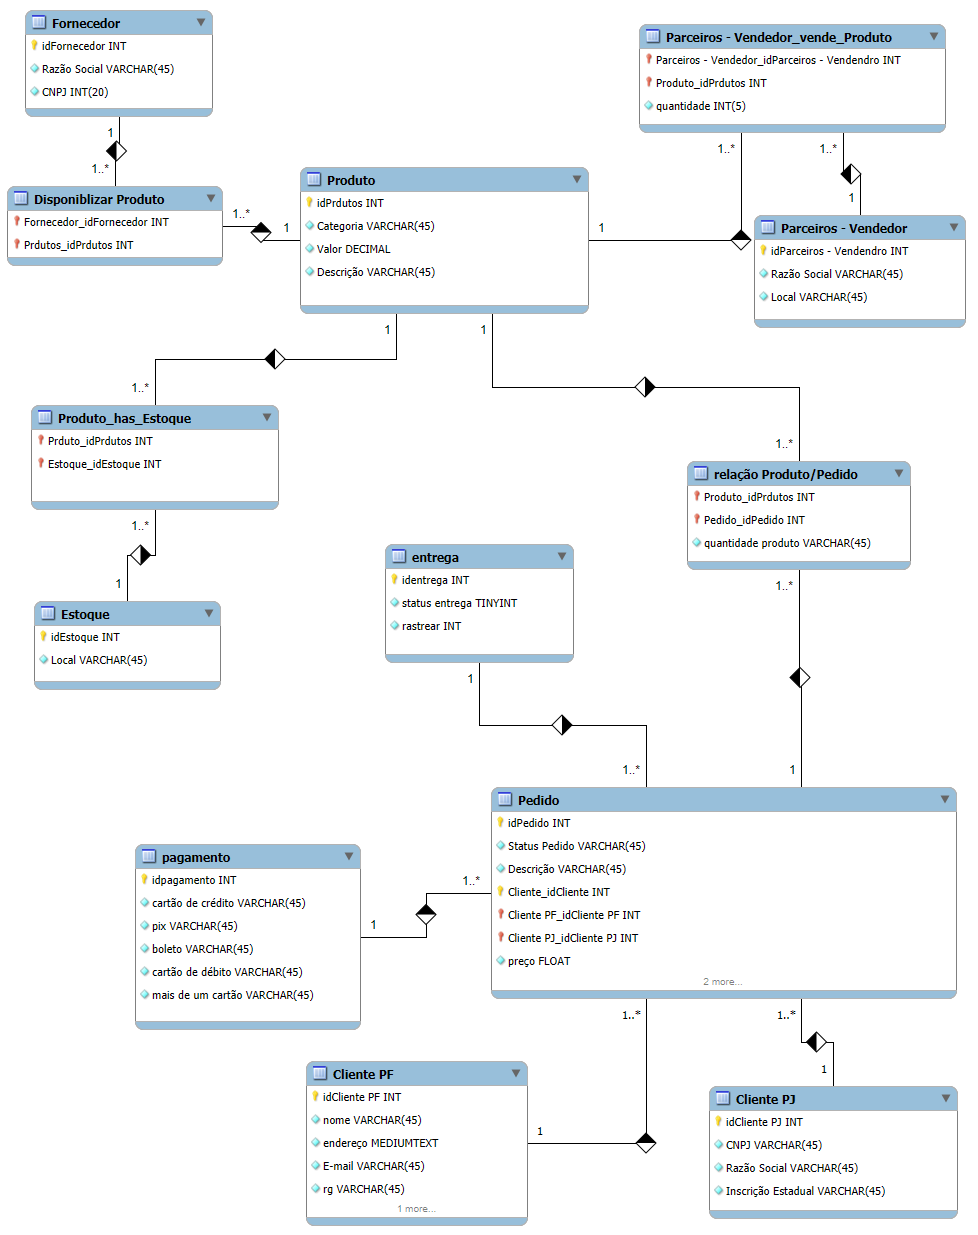 Fornecedor
idFornecedor INT
Razão Social VARCHAR(45)
CNPJ INT(20)
1
1..*
Disponiblizar Produto
Fornecedor_idFornecedor INT
Prdutos_idPrdutos INT
1..*
1
Produto
idPrdutos INT
Categoria VARCHAR(45)
Valor DECIMAL
Descrição VARCHAR(45)
1
1..*
Parceiros - Vendedor_vende_Produto
Parceiros - Vendedor_idParceiros - Vendendro INT
Produto_idPrdutos INT
quantidade INT(5)
1..*
1
Parceiros - Vendedor
idParceiros - Vendendro INT
Razão Social VARCHAR(45)
Local VARCHAR(45)
1
1..*
Produto_has_Estoque
Prduto_idPrdutos INT
Estoque_idEstoque INT
1..*
1
Estoque
idEstoque INT
Local VARCHAR(45)
1
1..*
relação Produto/Pedido
Produto_idPrdutos INT
Pedido_idPedido INT
quantidade produto VARCHAR(45)
1..*
1
entrega
identrega INT
status entrega TINYINT
rastrear INT
1
1..*
Pedido
idPedido INT
Status Pedido VARCHAR(45)
Descrição VARCHAR(45)
Cliente_idCliente INT
Cliente PF_idCliente PF INT
Cliente PJ_idCliente PJ INT
preço FLOAT
2 more...
pagamento
idpagamento INT
cartão de crédito VARCHAR(45)
pix VARCHAR(45)
boleto VARCHAR(45)
cartão de débito VARCHAR(45)
mais de um cartão VARCHAR(45)
1
1..*
1..*
1
Cliente PF
idCliente PF INT
nome VARCHAR(45)
endereço MEDIUMTEXT
E-mail VARCHAR(45)
rg VARCHAR(45)
1 more...
1..*
1
Cliente PJ
idCliente PJ INT
CNPJ VARCHAR(45)
Razão Social VARCHAR(45)
Inscrição Estadual VARCHAR(45)